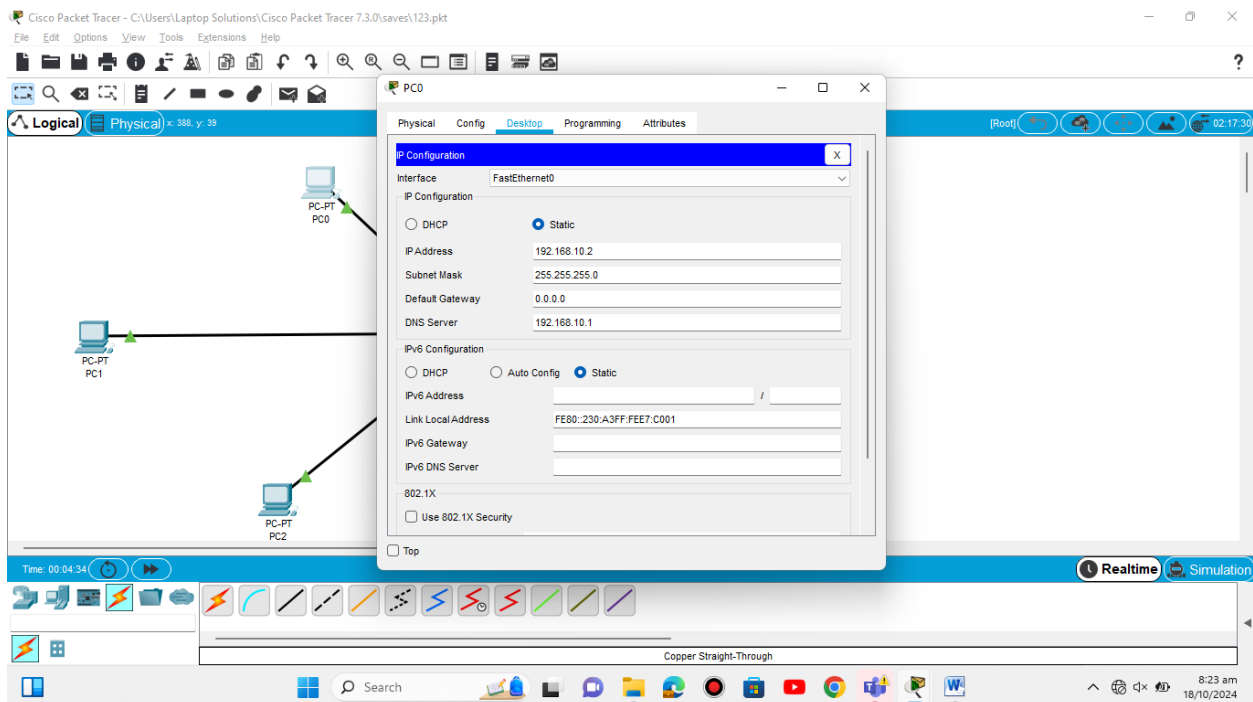 Cisco Packet Tracer - C:\Users\Laptop Solutions\Cisco Packet Tracer 7.3.0\saves\123.pkt
File Edit Options View Tools Extensions Help
?
Logical Physical x: 388, y: 39
[Root] 02:17:30
PC0
Physical Config Desktop Programming Attributes
IP Configuration X
Interface FastEthernet0
IP Configuration
DHCP Static
IP Address 192.168.10.2
Subnet Mask 255.255.255.0
Default Gateway 0.0.0.0
DNS Server 192.168.10.1
IPv6 Configuration
DHCP Auto Config Static
IPv6 Address /
Link Local Address FE80::230:A3FF:FEE7:C001
IPv6 Gateway
IPv6 DNS Server
802.1X
Use 802.1X Security
Top
PC-PT
PC0
PC-PT
PC1
PC-PT
PC2
Time: 00:04:34
Realtime Simulation
Copper Straight-Through
Search
8:23 am
18/10/2024